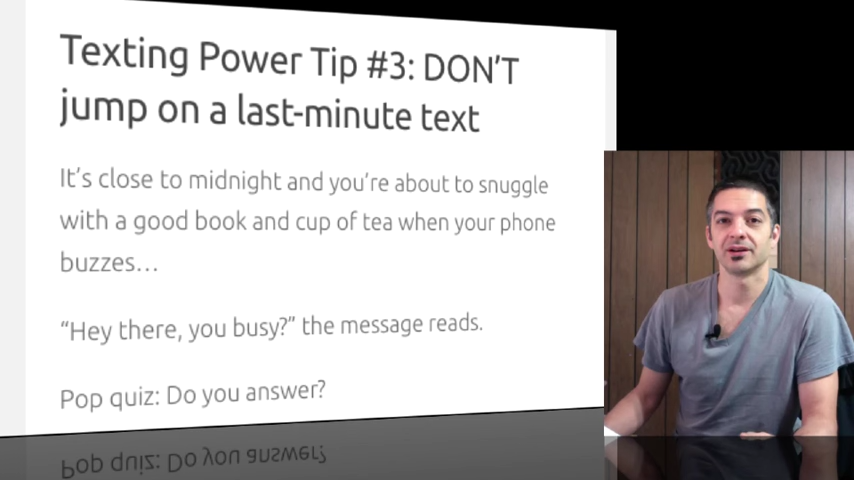 Texting Power Tip #3: DON'T
jump on a last-minute text
It's close to midnight and you're about to snuggle
with a good book and cup of tea when your phone
buzzes…
“Hey there, you busy?” the message reads.
Pop quiz: Do you answer?
Pop quiz: Do you answer?